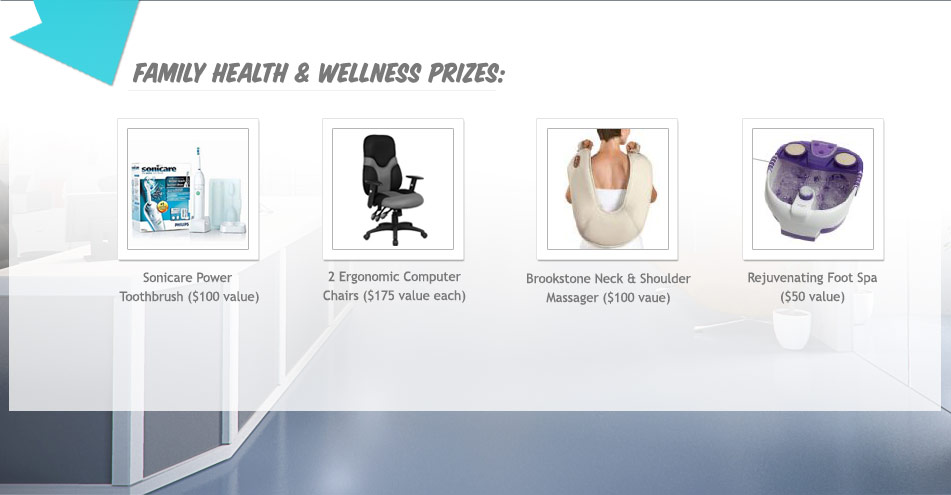 FAMILY HEALTH & WELLNESS PRIZES:
sonicare
PHILIPS
Sonicare Power
Toothbrush ($100 value)
2 Ergonomic Computer
Chairs ($175 value each)
Brookstone Neck & Shoulder
Massager ($100 vaue)
Rejuvenating Foot Spa
($50 value)